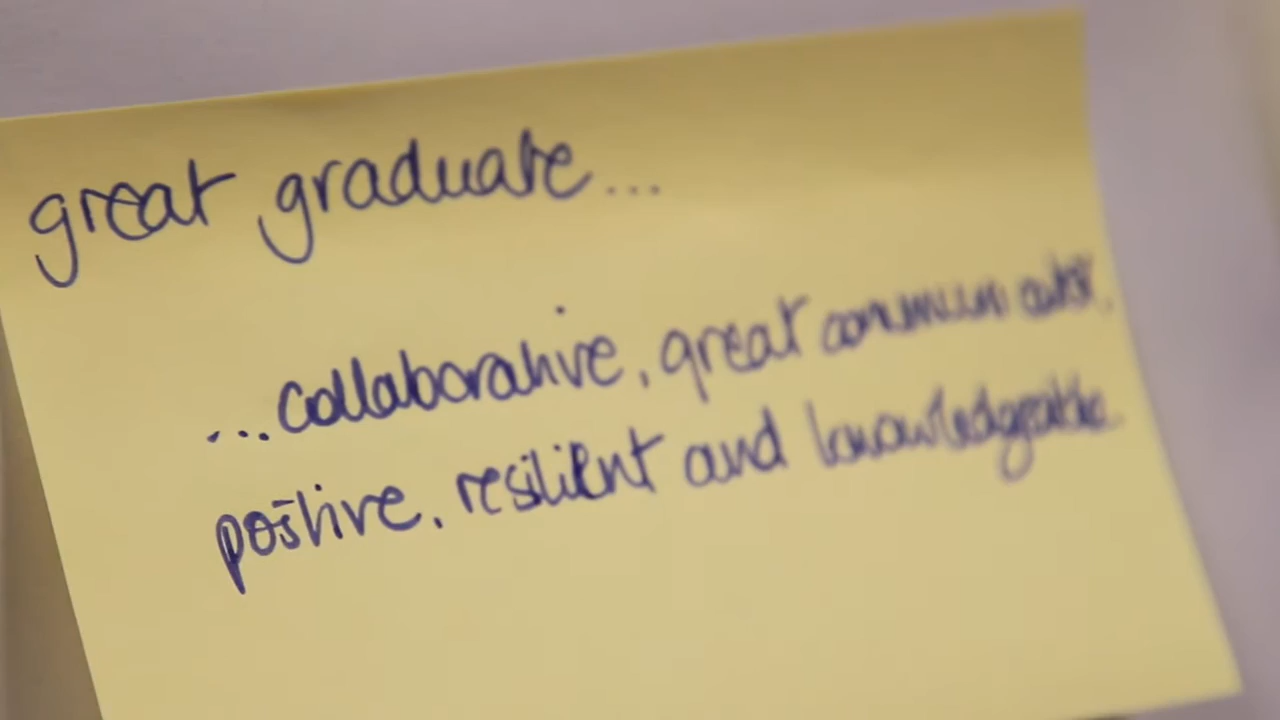 great graduate...
...collaborative, great communicator,
positive, resilient and knowledgeable.